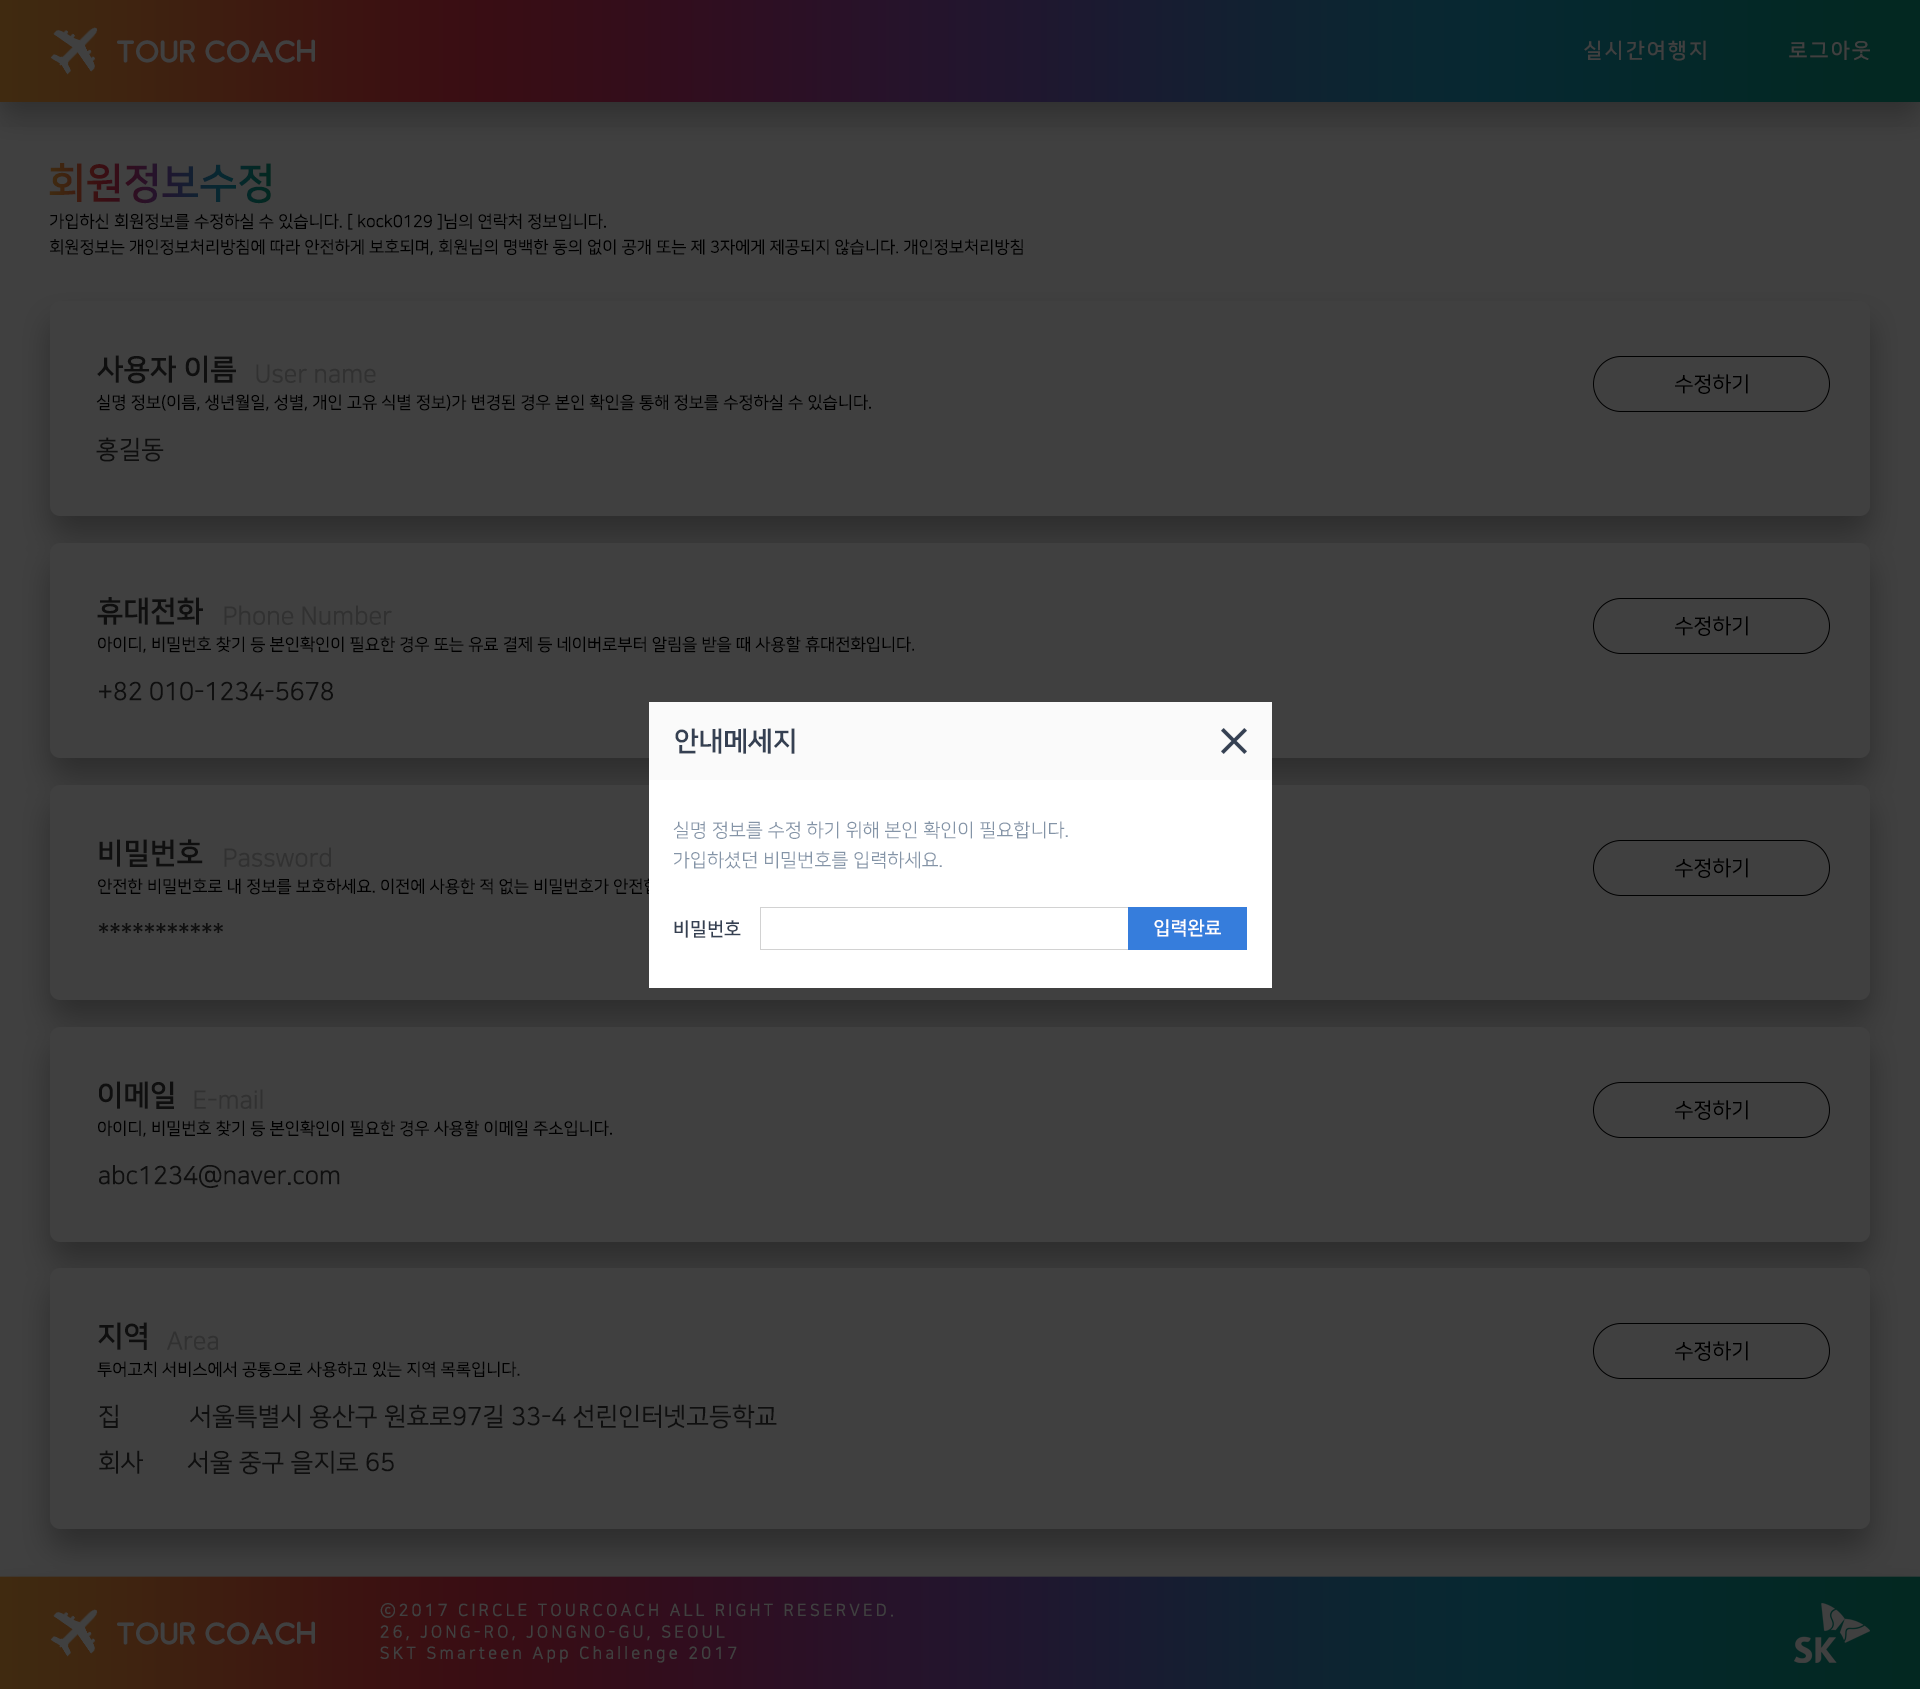 TOUR COACH
실시간여행지
로그아웃
회원정보수정
가입하신 회원정보를 수정하실 수 있습니다. [ kock0129 ]님의 연락처 정보입니다.
회원정보는 개인정보처리방침에 따라 안전하게 보호되며, 회원님의 명백한 동의 없이 공개 또는 제 3자에게 제공되지 않습니다. 개인정보처리방침
사용자 이름 User name
실명 정보(이름, 생년월일, 성별, 개인 고유 식별 정보)가 변경된 경우 본인 확인을 통해 정보를 수정하실 수 있습니다.
홍길동
수정하기
휴대전화 Phone Number
아이디, 비밀번호 찾기 등 본인확인이 필요한 경우 또는 유료 결제 등 네이버로부터 알림을 받을 때 사용할 휴대전화입니다.
+82 010-1234-5678
수정하기
안내메세지
실명 정보를 수정 하기 위해 본인 확인이 필요합니다.
가입하셨던 비밀번호를 입력하세요.
비밀번호
입력완료
비밀번호 Password
안전한 비밀번호로 내 정보를 보호하세요. 이전에 사용한 적 없는 비밀번호가
***********
수정하기
이메일 E-mail
아이디, 비밀번호 찾기 등 본인확인이 필요한 경우 사용할 이메일 주소입니다.
abc1234@naver.com
수정하기
지역 Area
투어고치 서비스에서 공통으로 사용하고 있는 지역 목록입니다.
집 서울특별시 용산구 원효로97길 33-4 선린인터넷고등학교
회사 서울 중구 을지로 65
수정하기
TOUR COACH
©2017 CIRCLE TOURCOACH ALL RIGHT RESERVED.
26, JONG-RO, JONGNO-GU, SEOUL
SKT Smarteen App Challenge 2017
SK